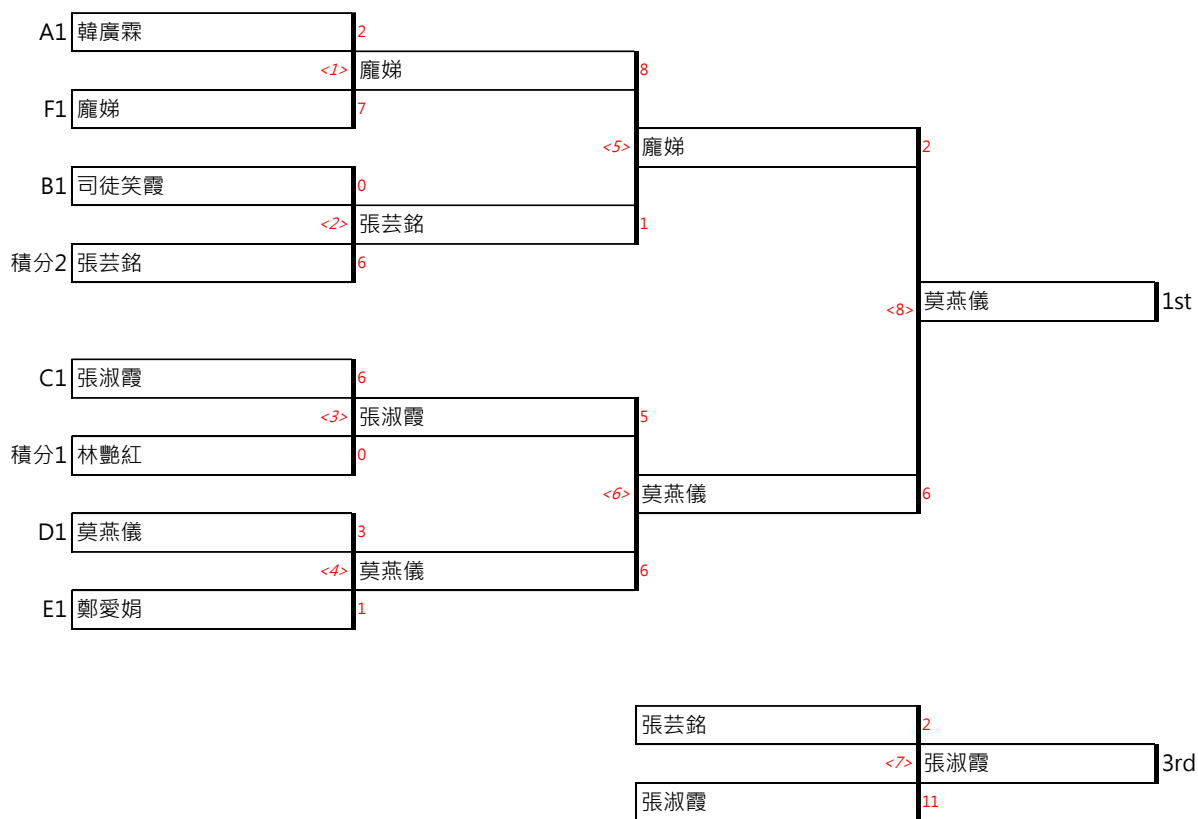 A1 韓廣霖 2
<1> 龐娣 8
F1 龐娣 7
<5> 龐娣 2
B1 司徒笑霞 0
<2> 張芸銘 1
積分2 張芸銘 6
<8> 莫燕儀 1st
C1 張淑霞 6
<3> 張淑霞 5
積分1 林艷紅 0
<6> 莫燕儀 6
D1 莫燕儀 3
<4> 莫燕儀 6
E1 鄭愛娟 1
張芸銘 2
<7> 張淑霞 3rd
張淑霞 11